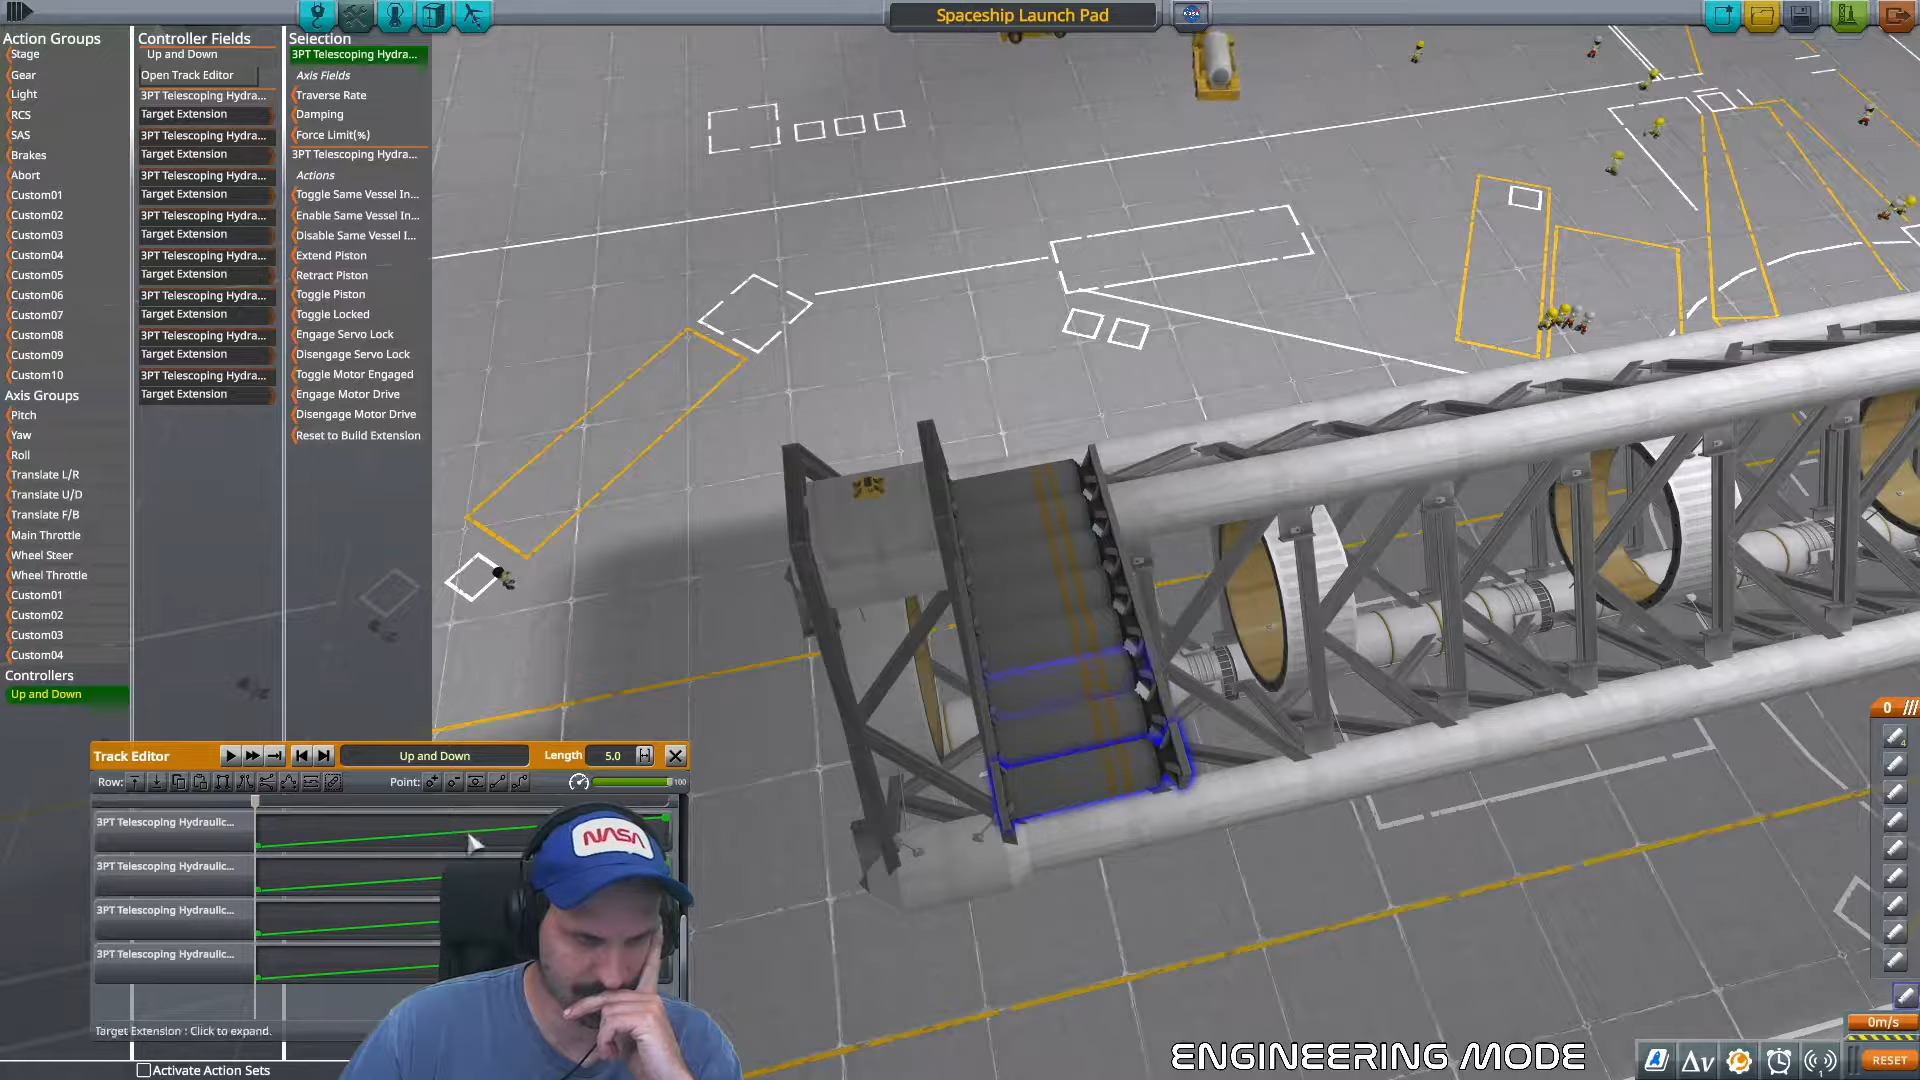 Spaceship Launch Pad
Action Groups
Stage
Gear
Light
RCS
SAS
Brakes
Abort
Custom01
Custom02
Custom03
Custom04
Custom05
Custom06
Custom07
Custom08
Custom09
Custom10
Axis Groups
Pitch
Yaw
Roll
Translate L/R
Translate U/D
Translate F/B
Main Throttle
Wheel Steer
Wheel Throttle
Custom01
Custom02
Custom03
Custom04
Controllers
Up and Down
Controller Fields
Up and Down
Open Track Editor
3PT Telescoping Hydra...
Target Extension
3PT Telescoping Hydra...
Target Extension
3PT Telescoping Hydra...
Target Extension
3PT Telescoping Hydra...
Target Extension
3PT Telescoping Hydra...
Target Extension
3PT Telescoping Hydra...
Target Extension
3PT Telescoping Hydra...
Target Extension
3PT Telescoping Hydra...
Target Extension
Selection
3PT Telescoping Hydra...
Axis Fields
Traverse Rate
Damping
Force Limit(%)
3PT Telescoping Hydra...
Actions
Toggle Same Vessel In...
Enable Same Vessel In...
Disable Same Vessel I...
Extend Piston
Retract Piston
Toggle Piston
Toggle Locked
Engage Servo Lock
Disengage Servo Lock
Toggle Motor Engaged
Engage Motor Drive
Disengage Motor Drive
Reset to Build Extension
Track Editor
Up and Down
Length 5.0
Row:
Point:
100
3PT Telescoping Hydraulic...
3PT Telescoping Hydraulic...
3PT Telescoping Hydraulic...
3PT Telescoping Hydraulic...
Target Extension : Click to expand.
Activate Action Sets
NASA
ENGINEERING MODE
0
4
0m/s
Δv
1
RESET